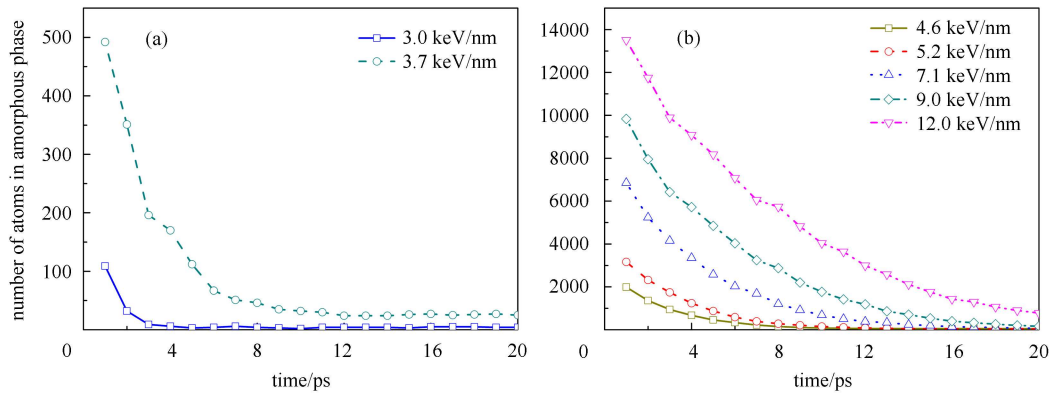 number of atoms in amorphous phase
500
400
300
200
100
0
4
8
12
16
20
time/ps
(a)
3.0 keV/nm
3.7 keV/nm
14000
12000
10000
8000
6000
4000
2000
0
4
8
12
16
20
time/ps
(b)
4.6 keV/nm
5.2 keV/nm
7.1 keV/nm
9.0 keV/nm
12.0 keV/nm